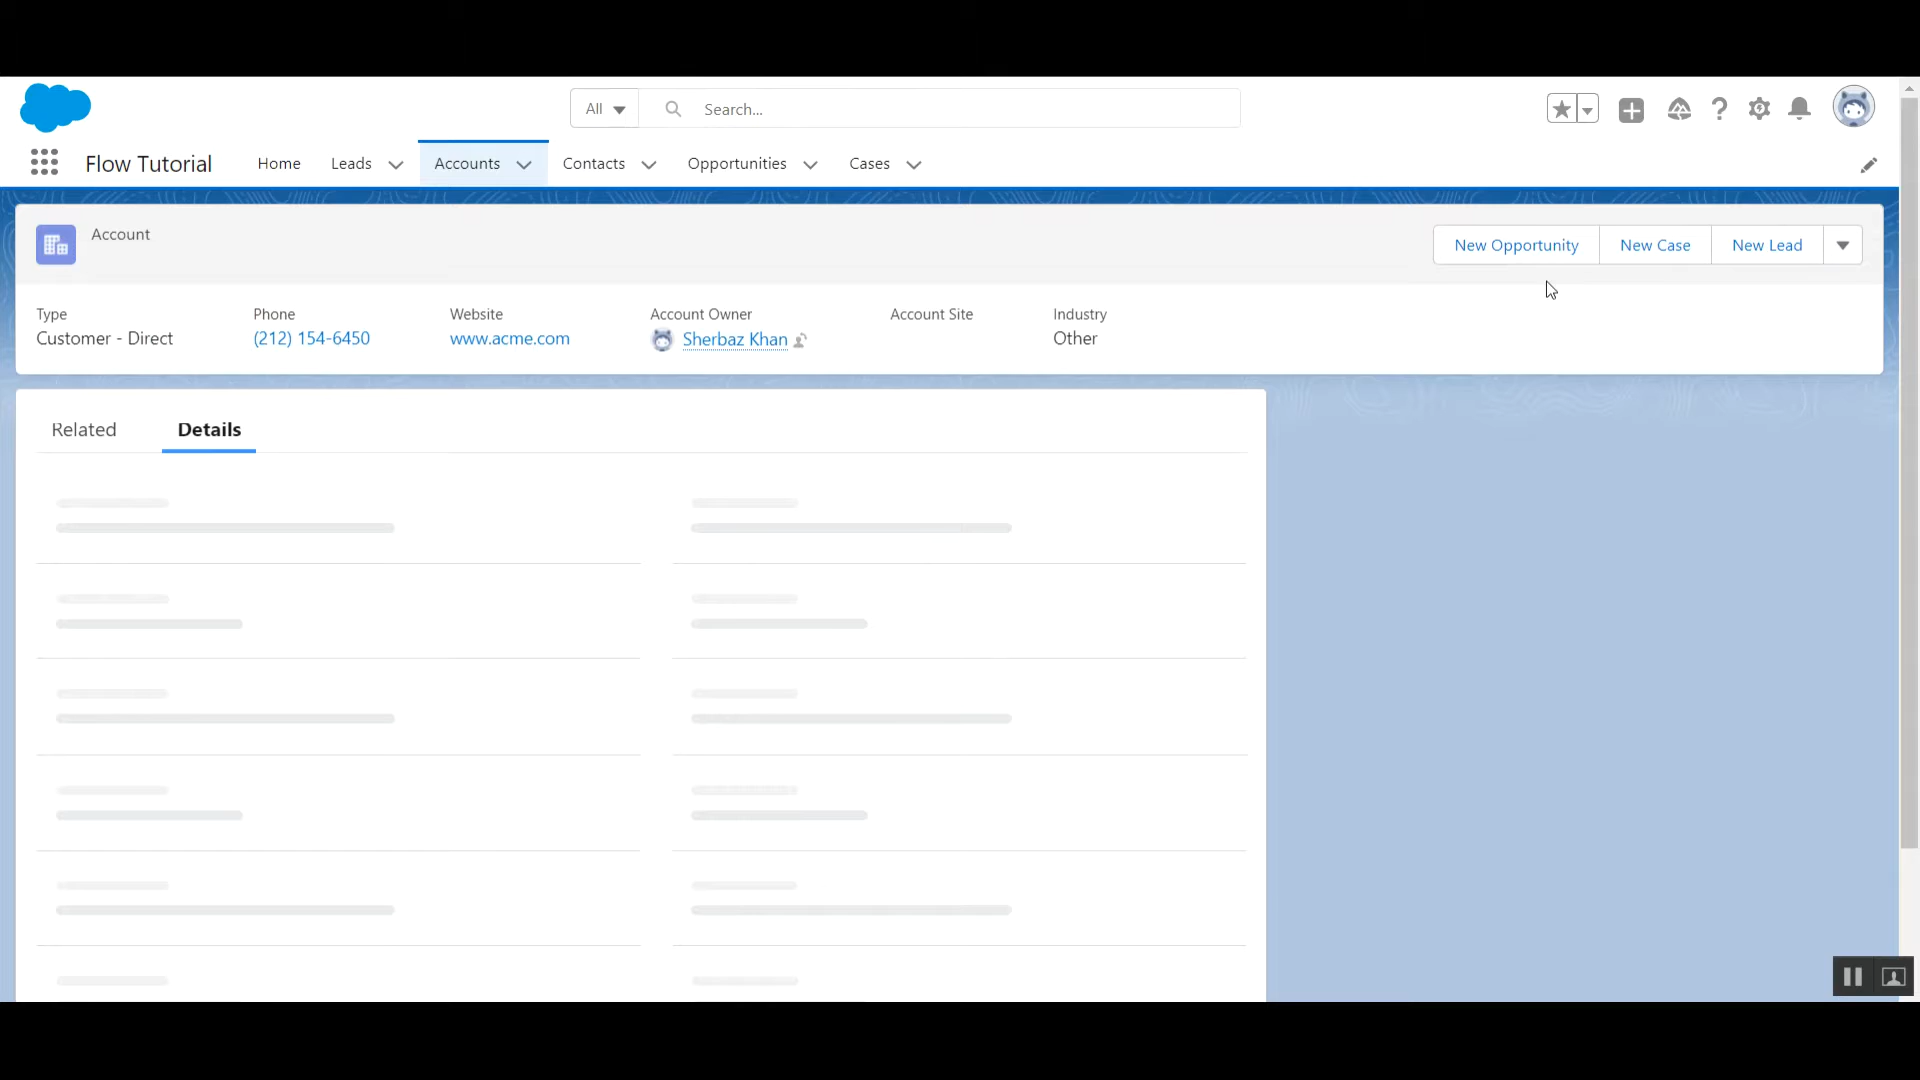 All Search...
Flow Tutorial Home Leads Accounts Contacts Opportunities Cases
Account
New Opportunity New Case New Lead
Type Phone Website Account Owner Account Site Industry
Customer - Direct (212) 154-6450 www.acme.com Sherbaz Khan Other
Related Details